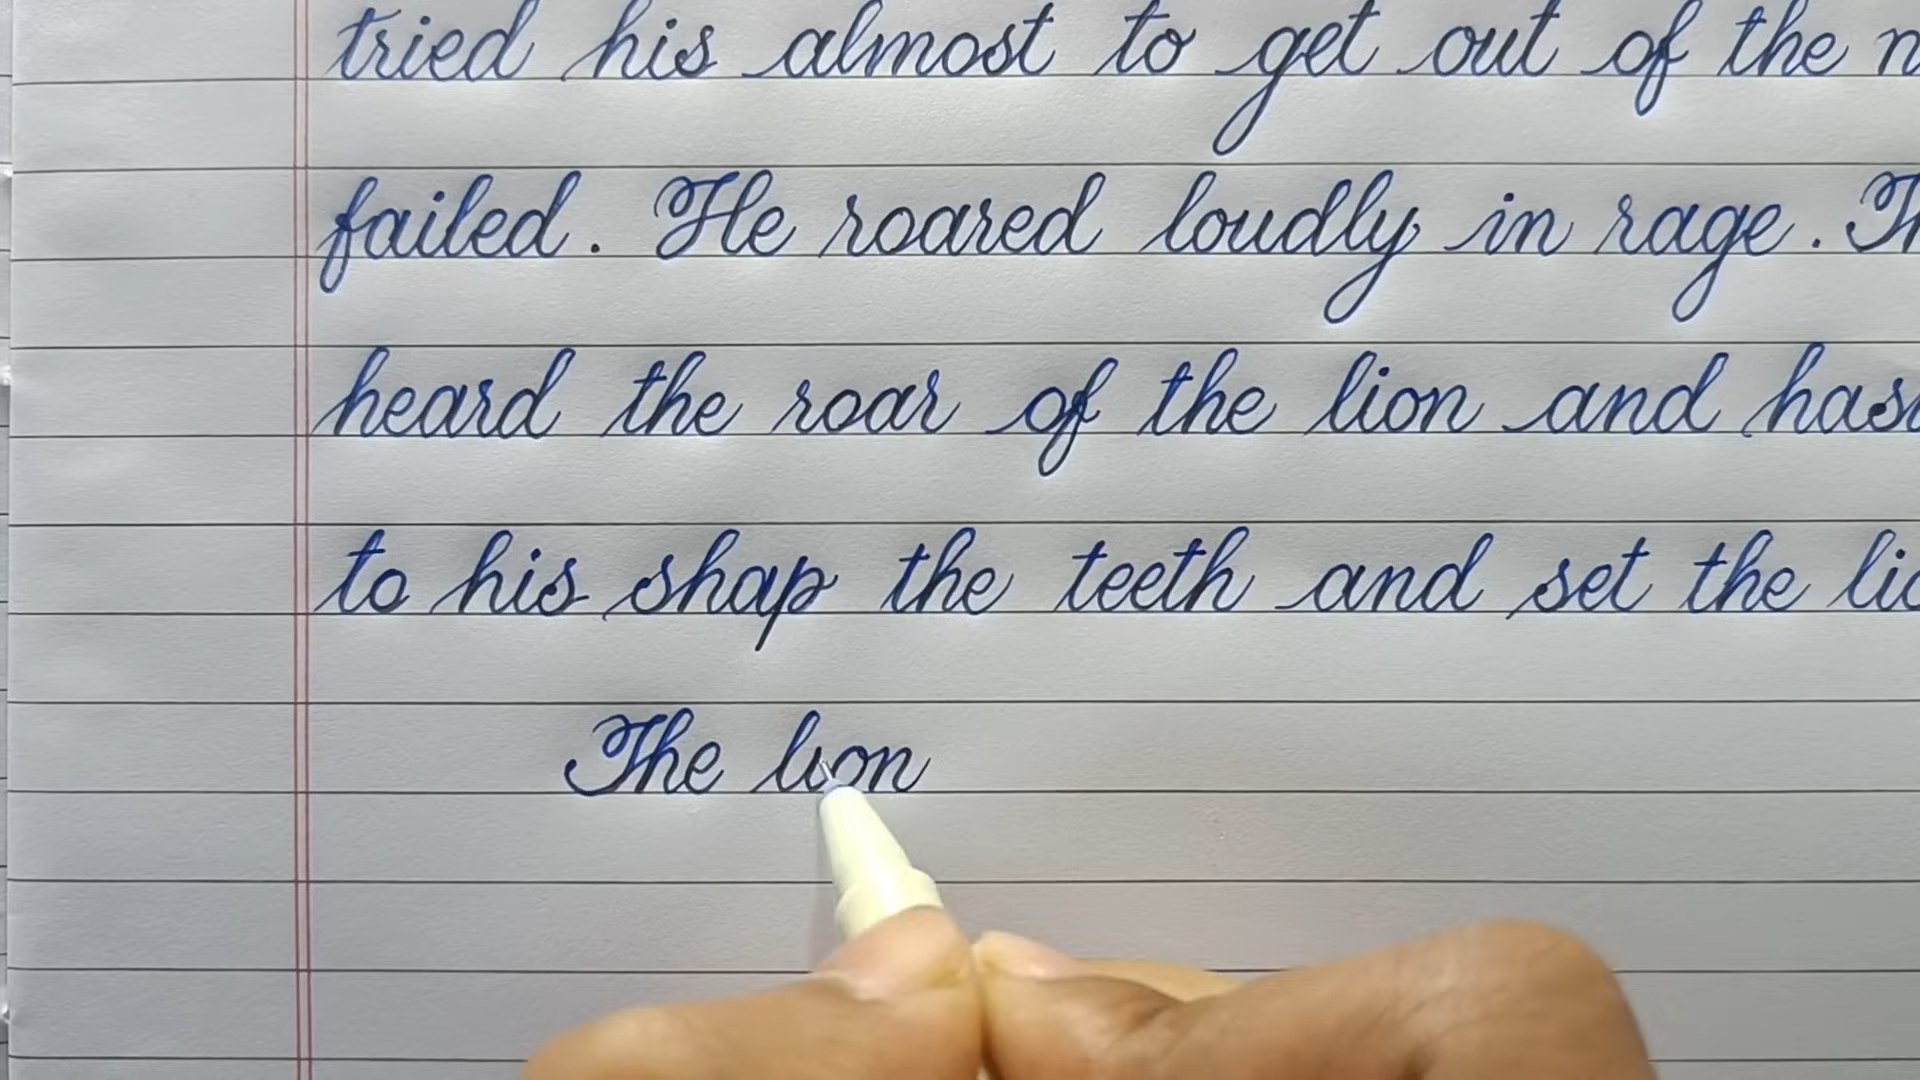 tried his almost to get out of the
failed. He roared loudly in rage.
heard the roar of the lion and
to his shap the teeth and set the
The lion